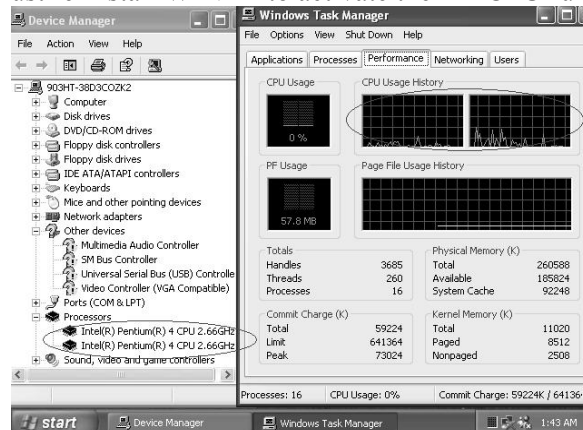 Device Manager
File Action View Help
903HT-38D3COZK2
Computer
Disk drives
DVD/CD-ROM drives
Floppy disk controllers
Floppy disk drives
IDE ATA/ATAPI controllers
Keyboards
Mice and other pointing devices
Network adapters
Other devices
Multimedia Audio Controller
SM Bus Controller
Universal Serial Bus (USB) Controlle
Video Controller (VGA Compatible)
Ports (COM & LPT)
Processors
Intel(R) Pentium(R) 4 CPU 2.66GHz
Intel(R) Pentium(R) 4 CPU 2.66GHz
Sound, video and game controllers
Windows Task Manager
File Options View Shut Down Help
Applications Processes Performance Networking Users
CPU Usage CPU Usage History
0 %
PF Usage Page File Usage History
57.8 MB
Totals Physical Memory (K)
Handles 3685 Total 260588
Threads 260 Available 185824
Processes 16 System Cache 92248
Commit Charge (K) Kernel Memory (K)
Total 59224 Total 11020
Limit 641364 Paged 8512
Peak 73024 Nonpaged 2508
Processes: 16 CPU Usage: 0% Commit Charge: 59224K / 64136
start Device Manager Windows Task Manager 1:43 AM